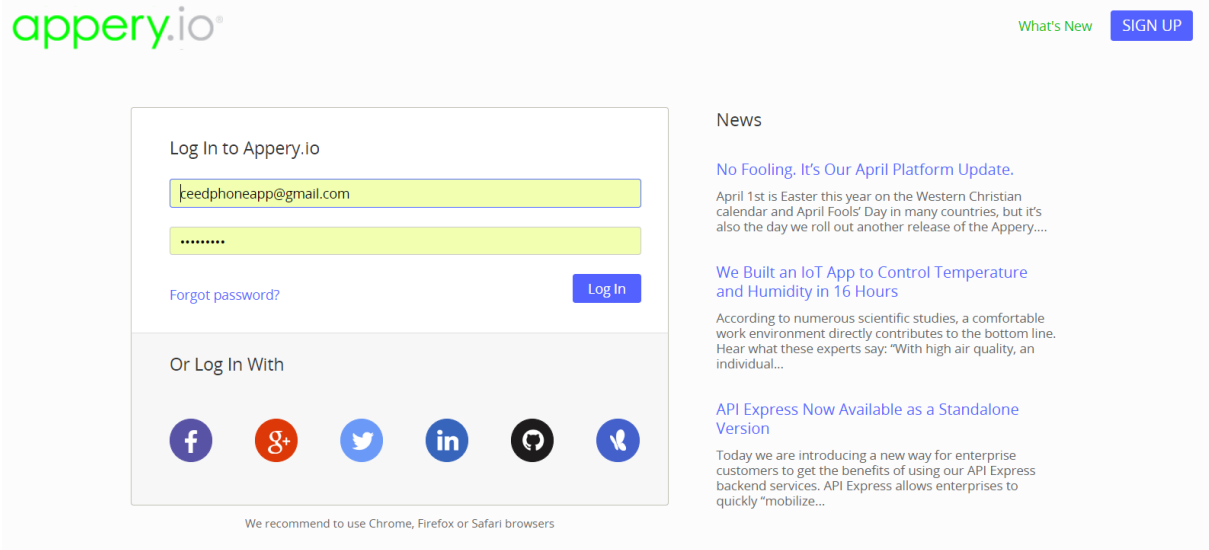 appery.io®
What's New
SIGN UP
Log In to Appery.io
ceedphoneapp@gmail.com
•••••••••
Forgot password?
Log In
Or Log In With
f
g+
in
We recommend to use Chrome, Firefox or Safari browsers
News
No Fooling. It’s Our April Platform Update.
April 1st is Easter this year on the Western Christian
calendar and April Fools’ Day in many countries, but it’s
also the day we roll out another release of the Appery....
We Built an IoT App to Control Temperature
and Humidity in 16 Hours
According to numerous scientific studies, a comfortable
work environment directly contributes to the bottom line.
Hear what these experts say: “With high air quality, an
individual...
API Express Now Available as a Standalone
Version
Today we are introducing a new way for enterprise
customers to get the benefits of using our API Express
backend services. API Express allows enterprises to
quickly “mobilize...